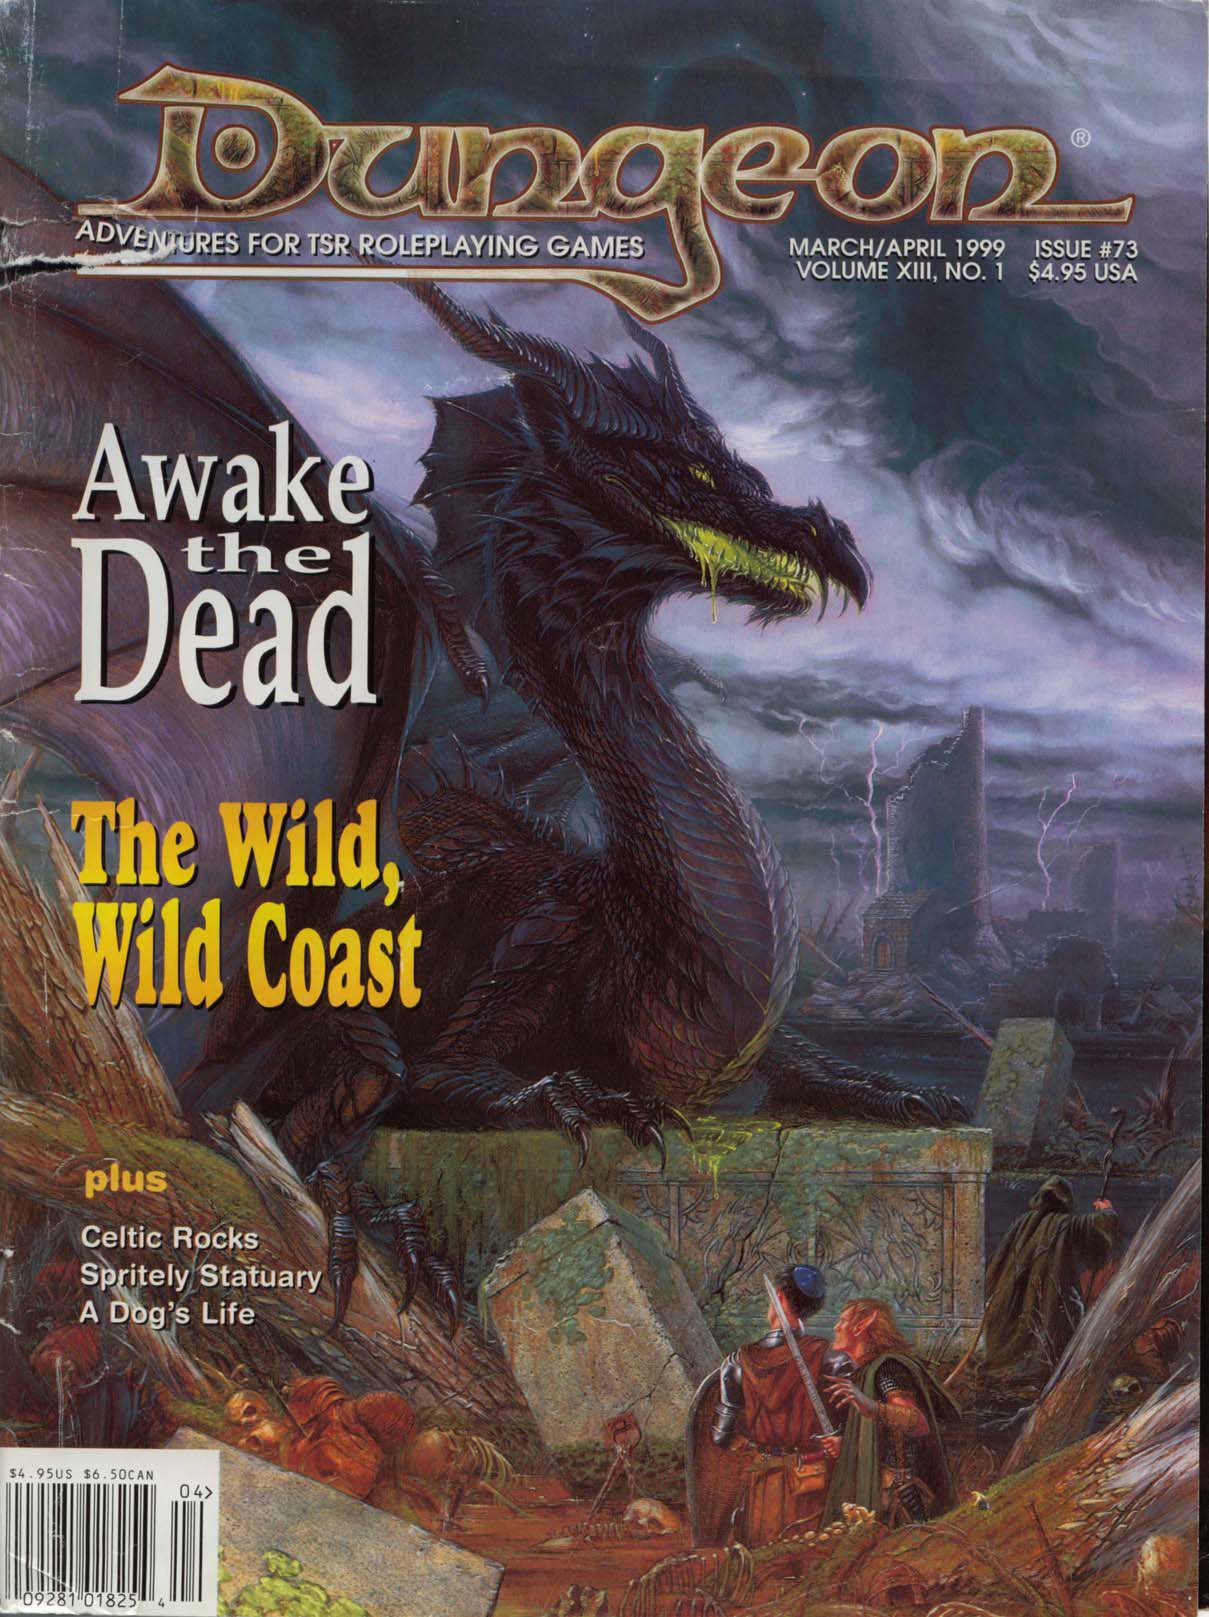 Dungeon®
ADVENTURES FOR TSR ROLEPLAYING GAMES
MARCH/APRIL 1999 ISSUE #73
VOLUME XIII, NO. 1 $4.95 USA
Awake
the
Dead
The Wild,
Wild Coast
plus
Celtic Rocks
Spritely Statuary
A Dog's Life
$4.95US $6.50CAN
04>
09281 01825 4